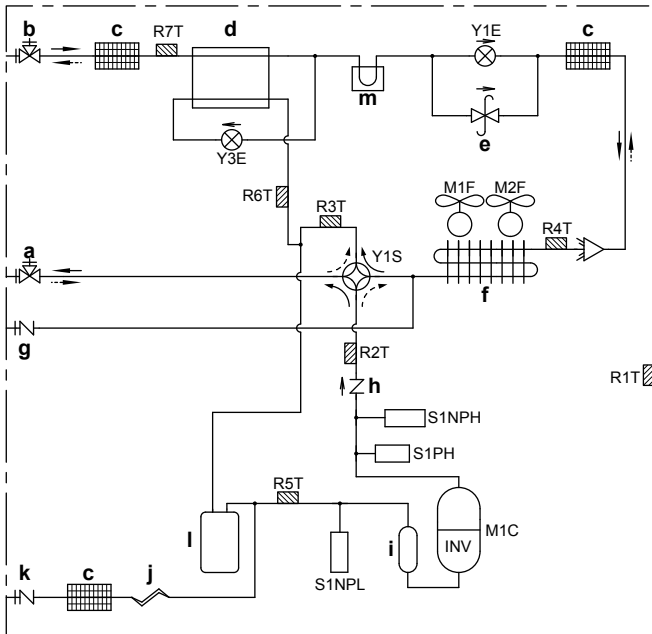 b
c
R7T
d
m
Y1E
c
e
Y3E
R6T
R3T
M1F
M2F
R4T
a
Y1S
f
g
R2T
R1T
h
S1NPH
S1PH
R5T
l
i
M1C
INV
k
c
j
S1NPL